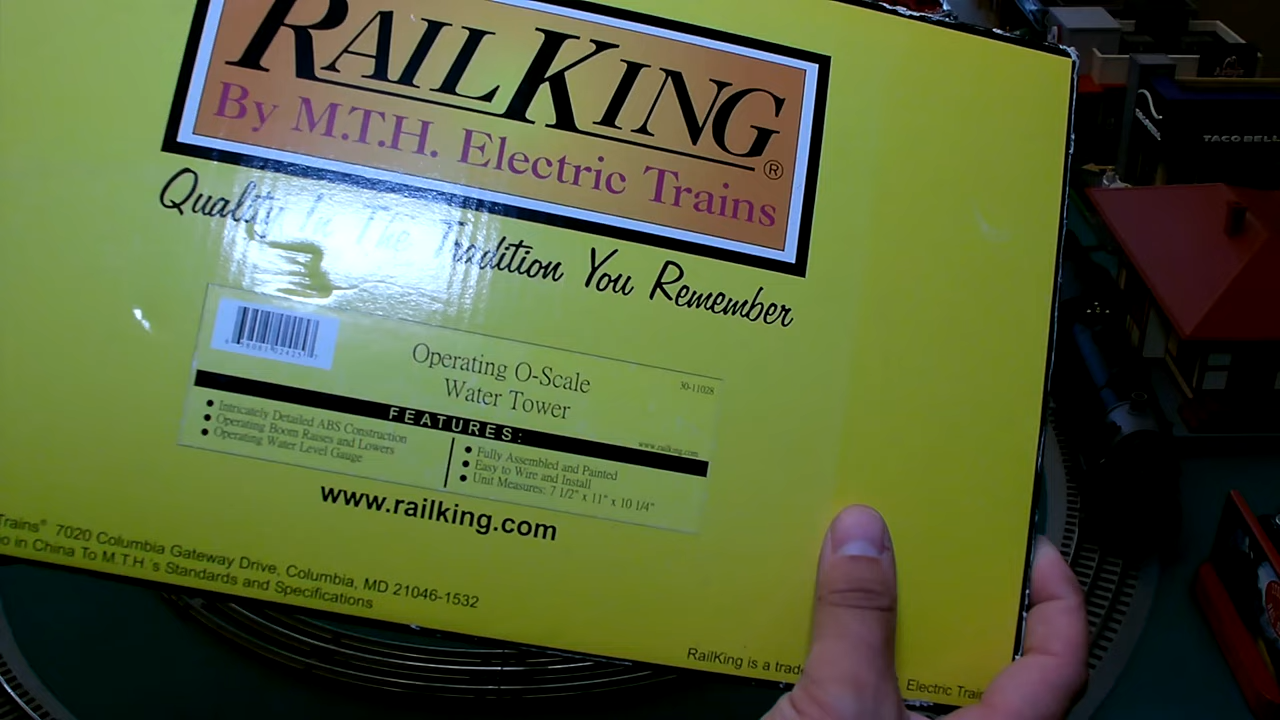 RAILKING®
By M.T.H. Electric Trains
Quality In The Tradition You Remember
Operating O-Scale
Water Tower
30-11028
FEATURES:
www.railking.com
• Intricately Detailed ABS Construction
• Operating Boom Raises and Lowers
• Operating Water Level Gauge
• Fully Assembled and Painted
• Easy to Wire and Install
• Unit Measures: 7 1/2" x 11" x 10 1/4"
www.railking.com
Trains® 7020 Columbia Gateway Drive, Columbia, MD 21046-1532
in China To M.T.H.'s Standards and Specifications
RailKing is a
Electric
TACO BELL